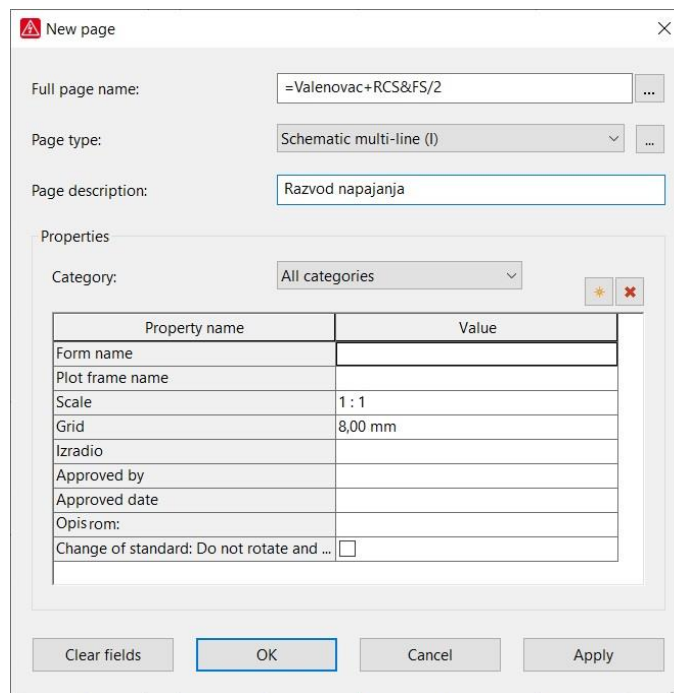 New page
Full page name: =Valenovac+RCS&FS/2 ...
Page type: Schematic multi-line (I) ...
Page description: Razvod napajanja
Properties
Category: All categories
Property name Value
Form name
Plot frame name
Scale 1 : 1
Grid 8,00 mm
Izradio
Approved by
Approved date
Opis rom:
Change of standard: Do not rotate and ...
Clear fields OK Cancel Apply